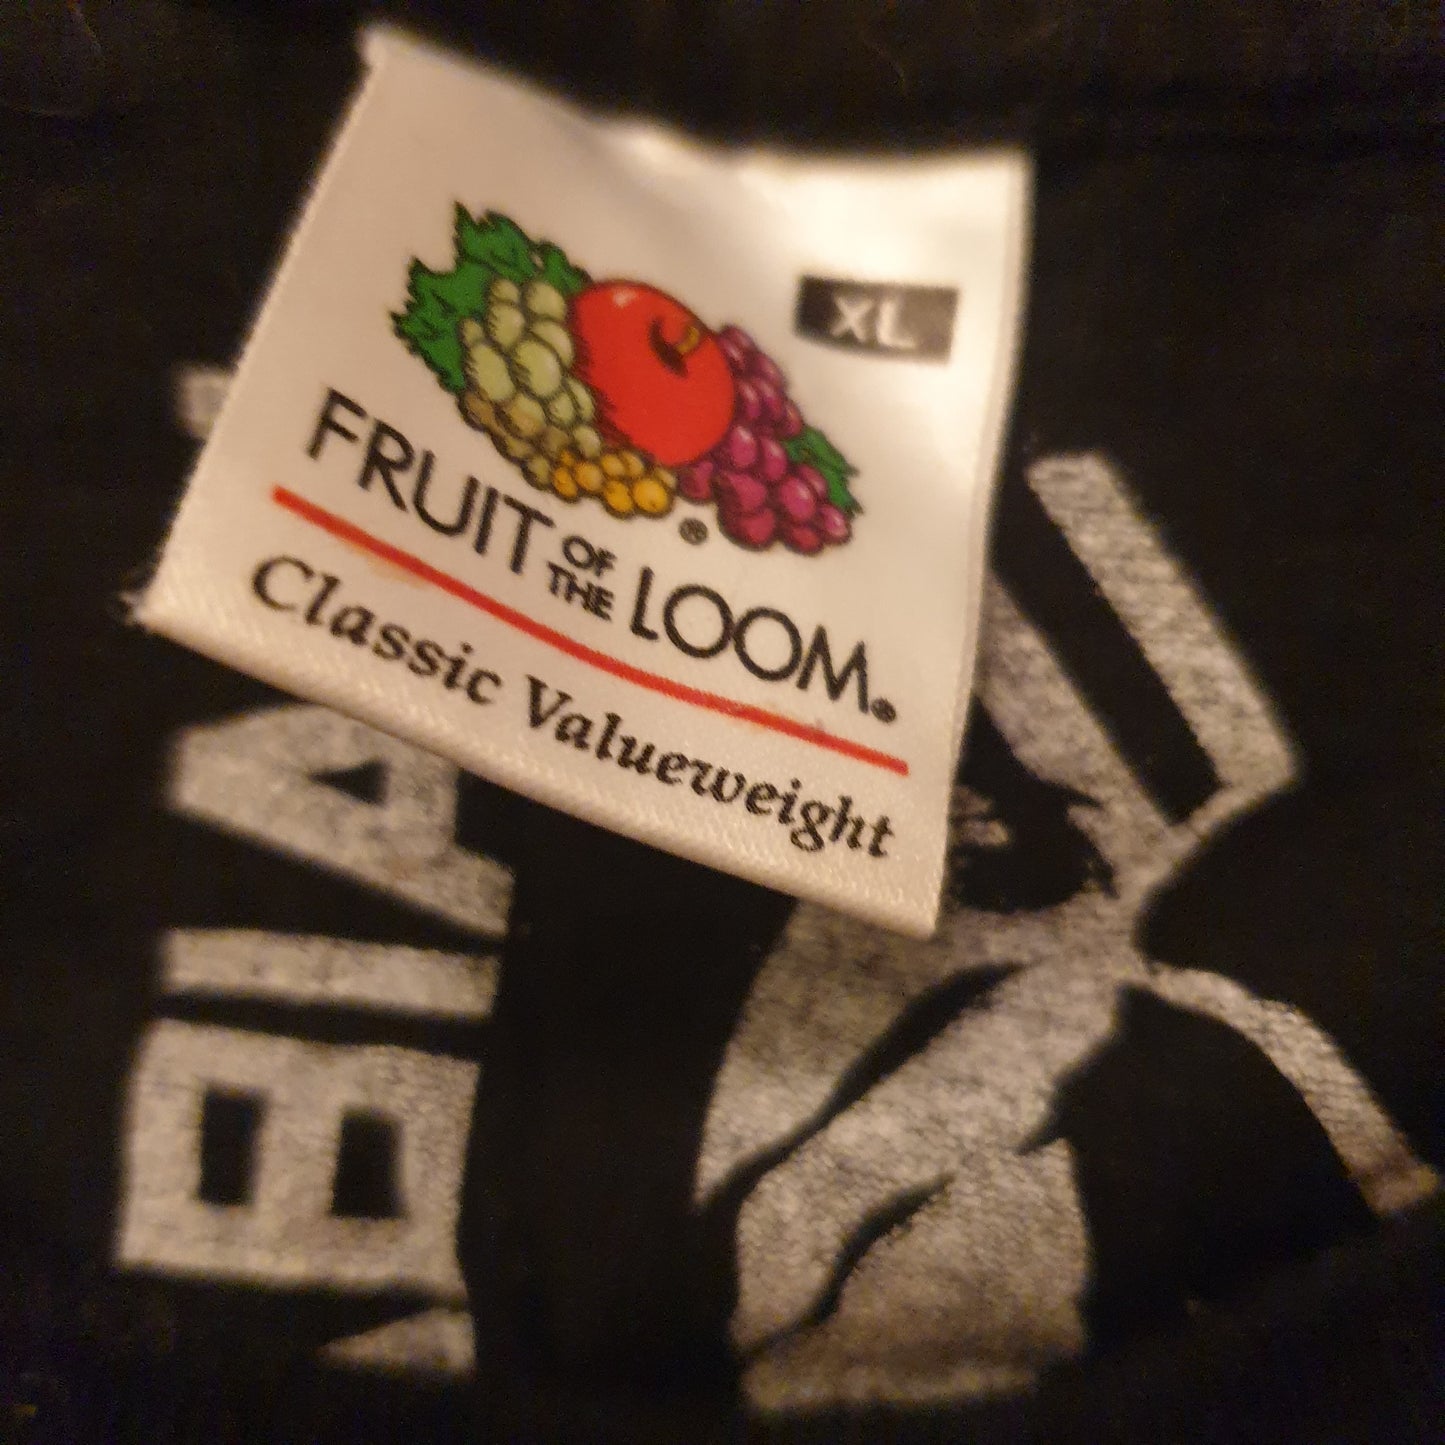 XL
FRUIT OF THE LOOM®
Classic Valueweight